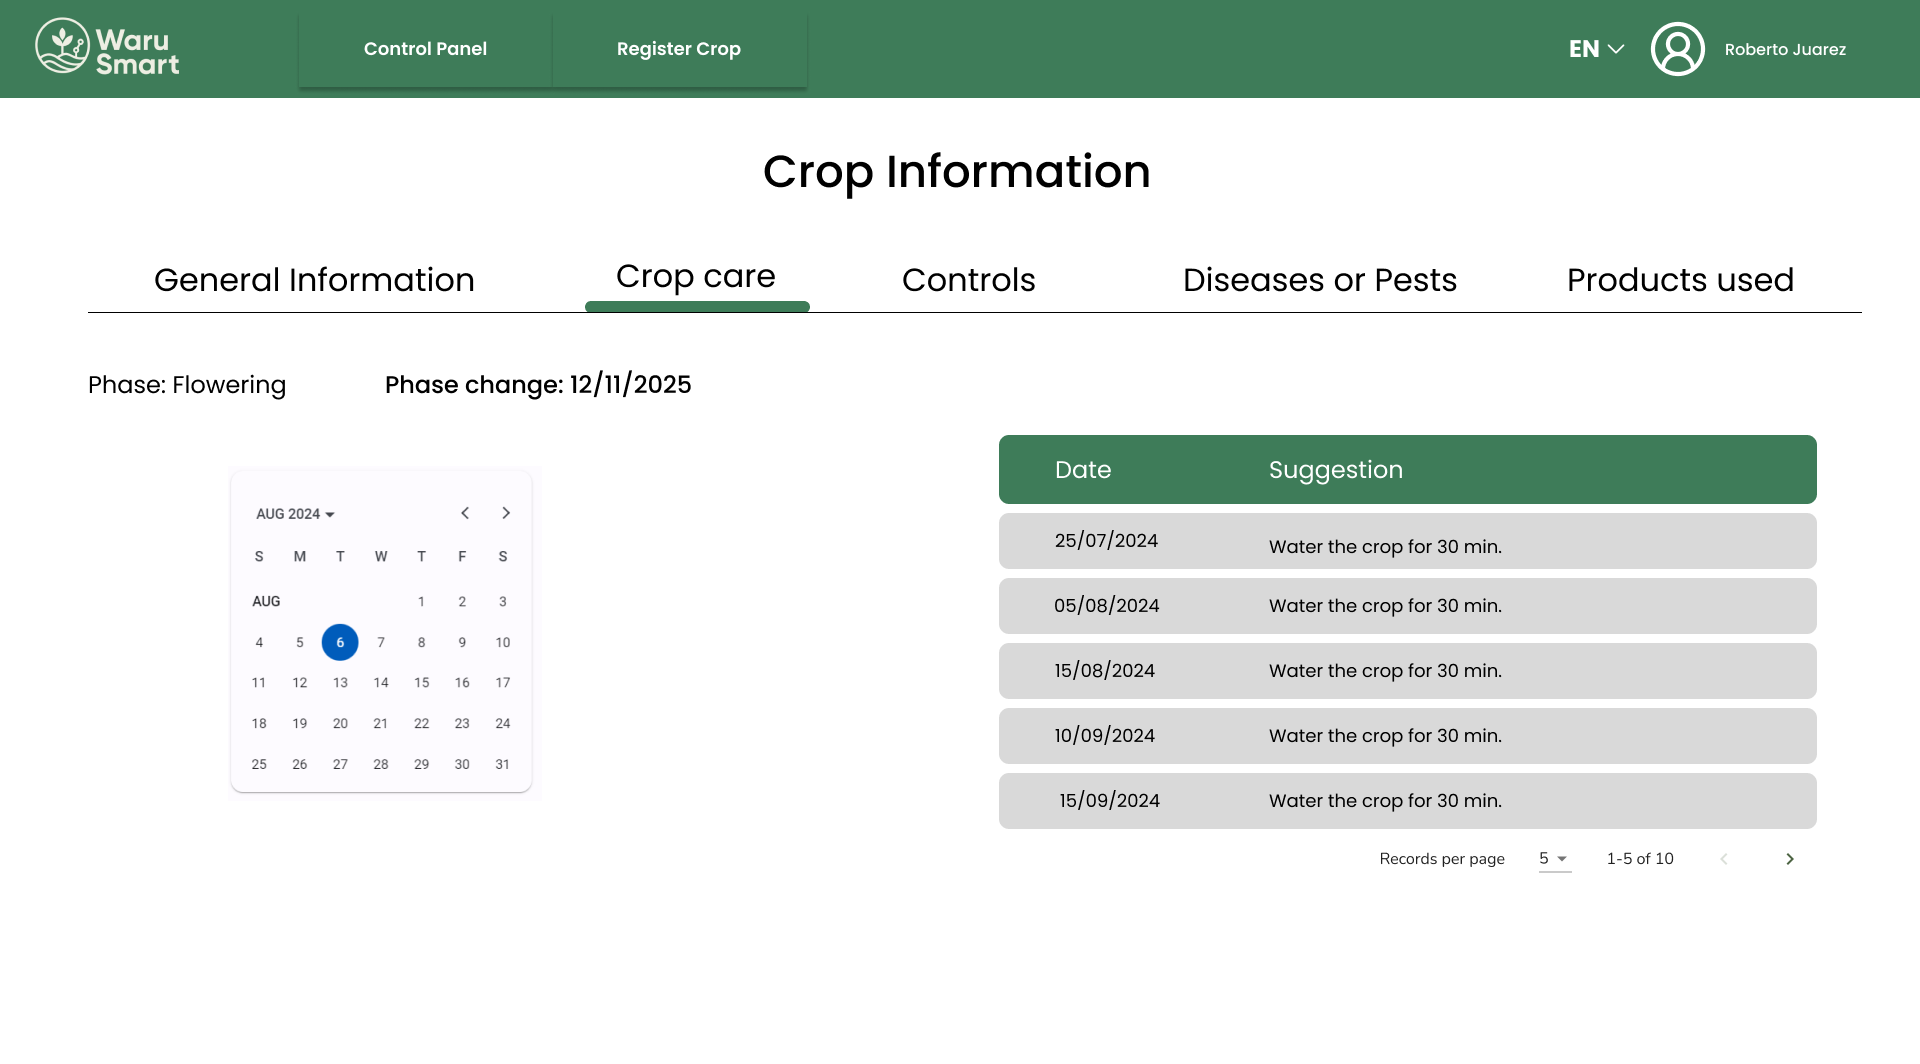 Waru
Smart
Control Panel
Register Crop
EN
Roberto Juarez
Crop Information
General Information
Crop care
Controls
Diseases or Pests
Products used
Phase: Flowering
Phase change: 12/11/2025
AUG 2024
S M T W T F S
AUG 1 2 3
4 5 6 7 8 9 10
11 12 13 14 15 16 17
18 19 20 21 22 23 24
25 26 27 28 29 30 31
Date Suggestion
25/07/2024 Water the crop for 30 min.
05/08/2024 Water the crop for 30 min.
15/08/2024 Water the crop for 30 min.
10/09/2024 Water the crop for 30 min.
15/09/2024 Water the crop for 30 min.
Records per page 5 1-5 of 10